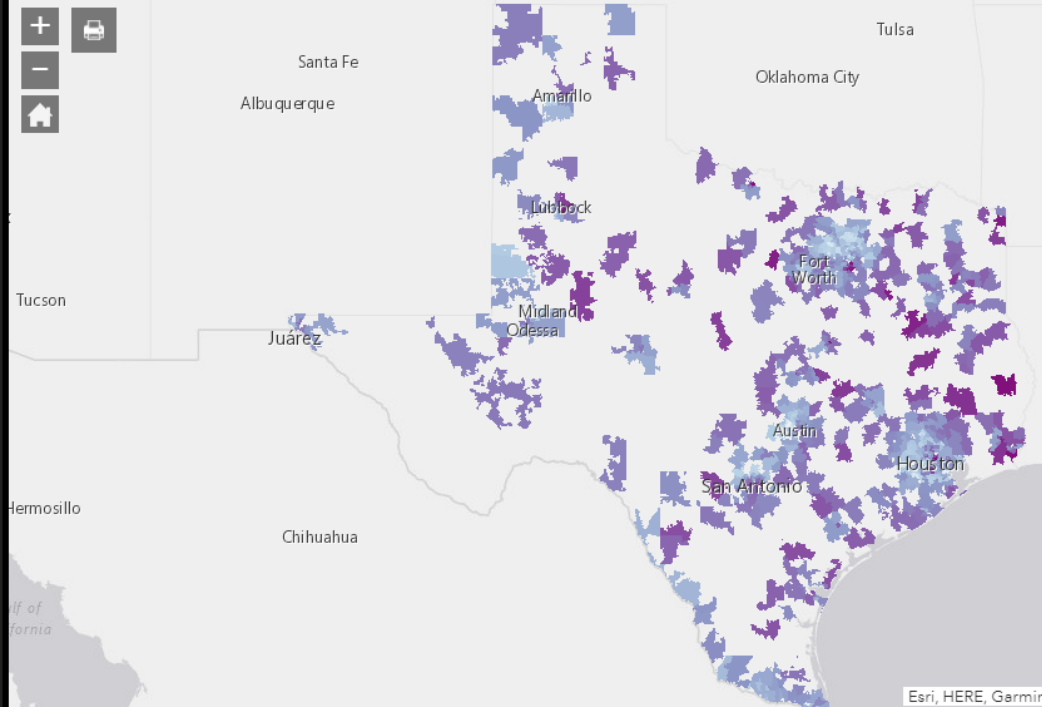 +
−
Tulsa
Santa Fe
Oklahoma City
Amarillo
Albuquerque
Lubbock
Fort
Worth
Tucson
Midland
Odessa
Juárez
Austin
Houston
San Antonio
Hermosillo
Chihuahua
Esri, HERE, Garmin